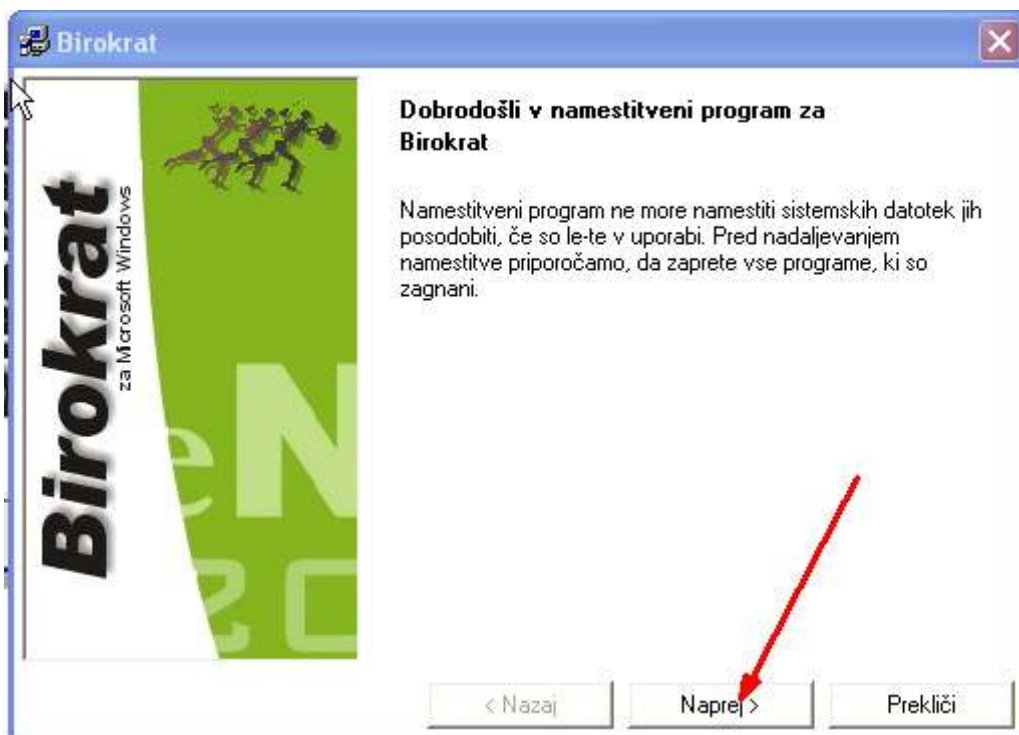 Birokrat
Birokrat
za Microsoft Windows
eN
20
Dobrodošli v namestitveni program za
Birokrat
Namestitveni program ne more namestiti sistemskih datotek jih
posodobiti, če so le-te v uporabi. Pred nadaljevanjem
namestitve priporočamo, da zaprete vse programe, ki so
zagnani.
< Nazaj
Naprej >
Prekliči